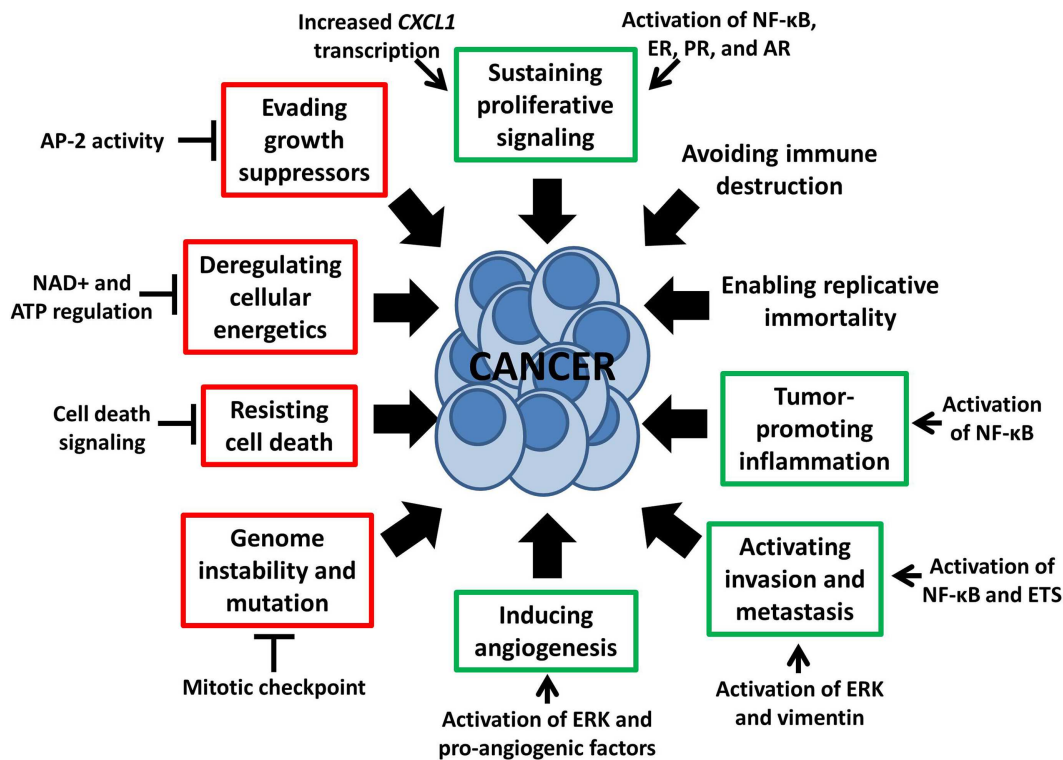 Increased CXCL1
transcription
Activation of NF-κB,
ER, PR, and AR
Sustaining
proliferative
signaling
Evading
growth
suppressors
AP-2 activity
Avoiding immune
destruction
Deregulating
cellular
energetics
NAD+ and
ATP regulation
Enabling replicative
immortality
CANCER
Resisting
cell death
Cell death
signaling
Tumor-
promoting
inflammation
Activation
of NF-κB
Genome
instability and
mutation
Mitotic checkpoint
Inducing
angiogenesis
Activation of ERK and
pro-angiogenic factors
Activating
invasion and
metastasis
Activation of
NF-κB and ETS
Activation of ERK
and vimentin